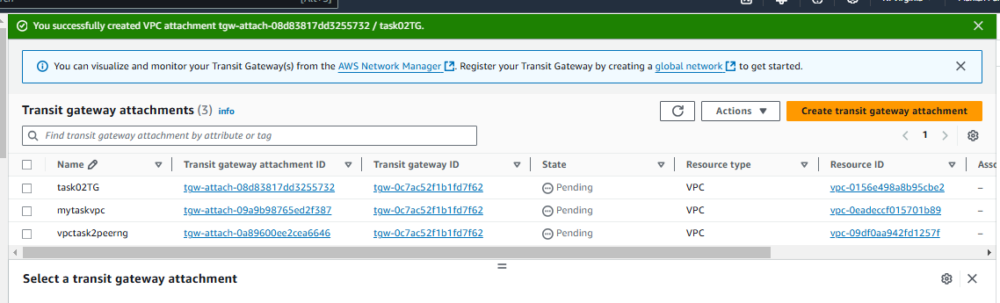 [Alt+S]
You successfully created VPC attachment tgw-attach-08d83817dd3255732 / task02TG.
You can visualize and monitor your Transit Gateway(s) from the AWS Network Manager. Register your Transit Gateway by creating a global network to get started.
Transit gateway attachments (3) info
Actions
Create transit gateway attachment
Find transit gateway attachment by attribute or tag
1
Name Transit gateway attachment ID Transit gateway ID State Resource type Resource ID Asso
task02TG tgw-attach-08d83817dd3255732 tgw-0c7ac52f1b1fd7f62 Pending VPC vpc-0156e498a8b95cbe2 –
mytaskvpc tgw-attach-09a9b98765ed2f387 tgw-0c7ac52f1b1fd7f62 Pending VPC vpc-0eadeccf015701b89 –
vpctask2peerng tgw-attach-0a89600ee2cea6646 tgw-0c7ac52f1b1fd7f62 Pending VPC vpc-09df0aa942fd1257f –
Select a transit gateway attachment